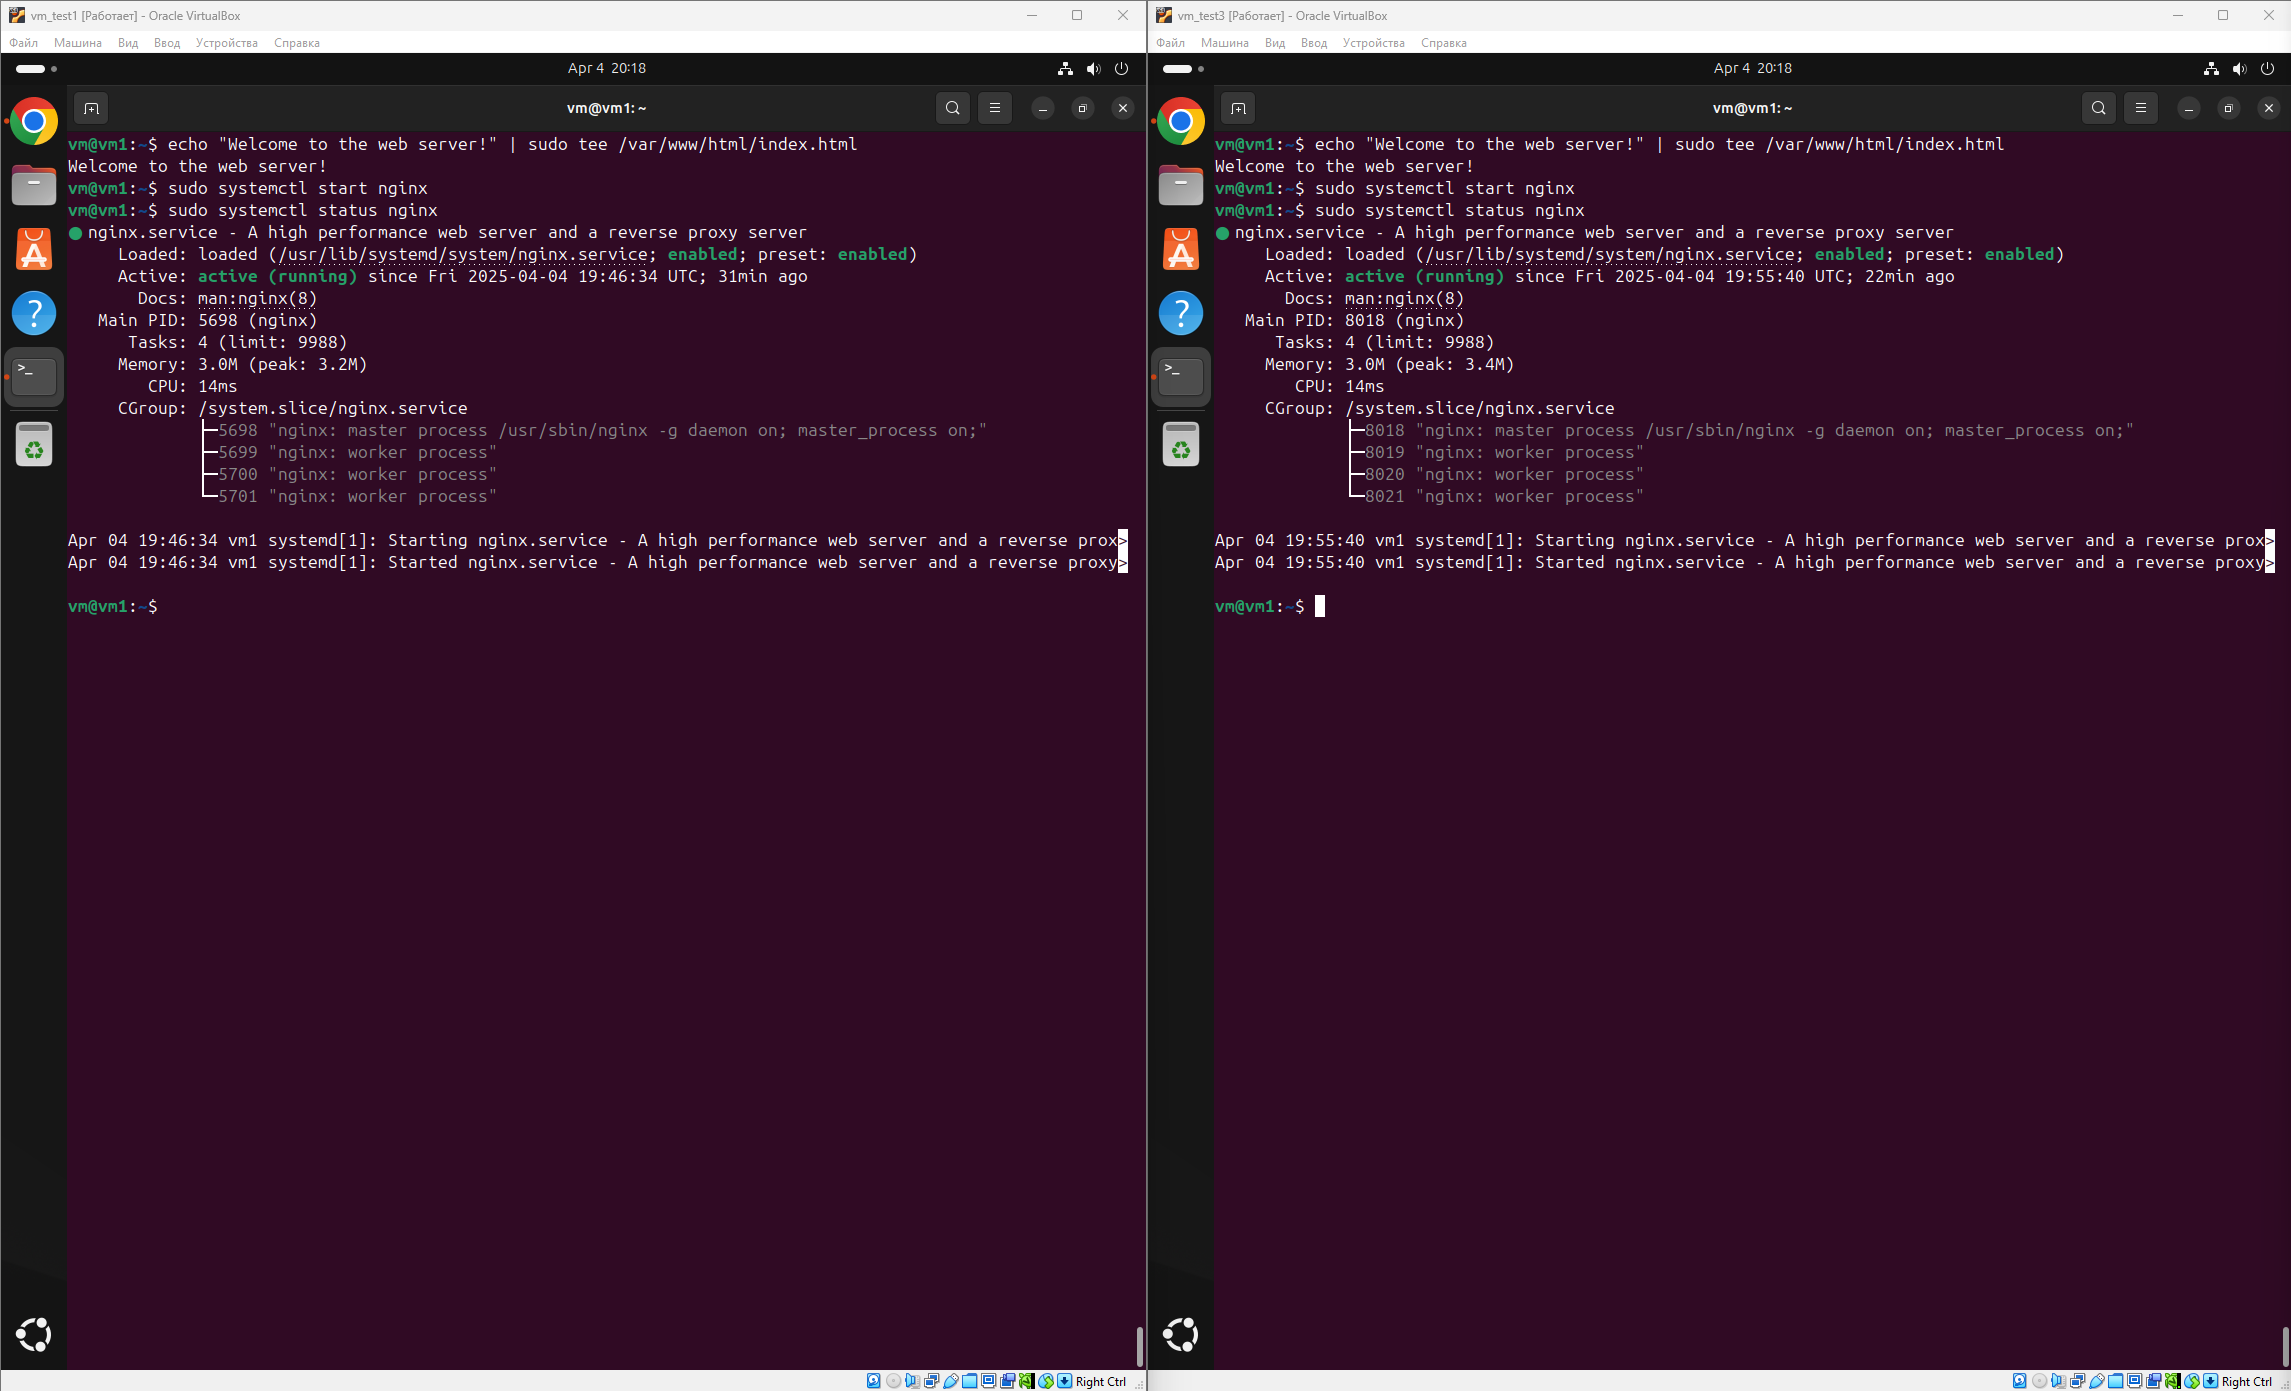 vm_test1 [Работает] - Oracle VirtualBox
Файл Машина Вид Ввод Устройства Справка
Apr 4 20:18
vm@vm1: ~
vm@vm1:~$ echo "Welcome to the web server!" | sudo tee /var/www/html/index.html
Welcome to the web server!
vm@vm1:~$ sudo systemctl start nginx
vm@vm1:~$ sudo systemctl status nginx
● nginx.service - A high performance web server and a reverse proxy server
Loaded: loaded (/usr/lib/systemd/system/nginx.service; enabled; preset: enabled)
Active: active (running) since Fri 2025-04-04 19:46:34 UTC; 31min ago
Docs: man:nginx(8)
Main PID: 5698 (nginx)
Tasks: 4 (limit: 9988)
Memory: 3.0M (peak: 3.2M)
CPU: 14ms
CGroup: /system.slice/nginx.service
├─5698 "nginx: master process /usr/sbin/nginx -g daemon on; master_process on;"
├─5699 "nginx: worker process"
├─5700 "nginx: worker process"
└─5701 "nginx: worker process"
Apr 04 19:46:34 vm1 systemd[1]: Starting nginx.service - A high performance web server and a reverse prox>
Apr 04 19:46:34 vm1 systemd[1]: Started nginx.service - A high performance web server and a reverse proxy>
vm@vm1:~$
Right Ctrl
vm_test3 [Работает] - Oracle VirtualBox
Файл Машина Вид Ввод Устройства Справка
Apr 4 20:18
vm@vm1: ~
vm@vm1:~$ echo "Welcome to the web server!" | sudo tee /var/www/html/index.html
Welcome to the web server!
vm@vm1:~$ sudo systemctl start nginx
vm@vm1:~$ sudo systemctl status nginx
● nginx.service - A high performance web server and a reverse proxy server
Loaded: loaded (/usr/lib/systemd/system/nginx.service; enabled; preset: enabled)
Active: active (running) since Fri 2025-04-04 19:55:40 UTC; 22min ago
Docs: man:nginx(8)
Main PID: 8018 (nginx)
Tasks: 4 (limit: 9988)
Memory: 3.0M (peak: 3.4M)
CPU: 14ms
CGroup: /system.slice/nginx.service
├─8018 "nginx: master process /usr/sbin/nginx -g daemon on; master_process on;"
├─8019 "nginx: worker process"
├─8020 "nginx: worker process"
└─8021 "nginx: worker process"
Apr 04 19:55:40 vm1 systemd[1]: Starting nginx.service - A high performance web server and a reverse prox>
Apr 04 19:55:40 vm1 systemd[1]: Started nginx.service - A high performance web server and a reverse proxy>
vm@vm1:~$
Right Ctrl